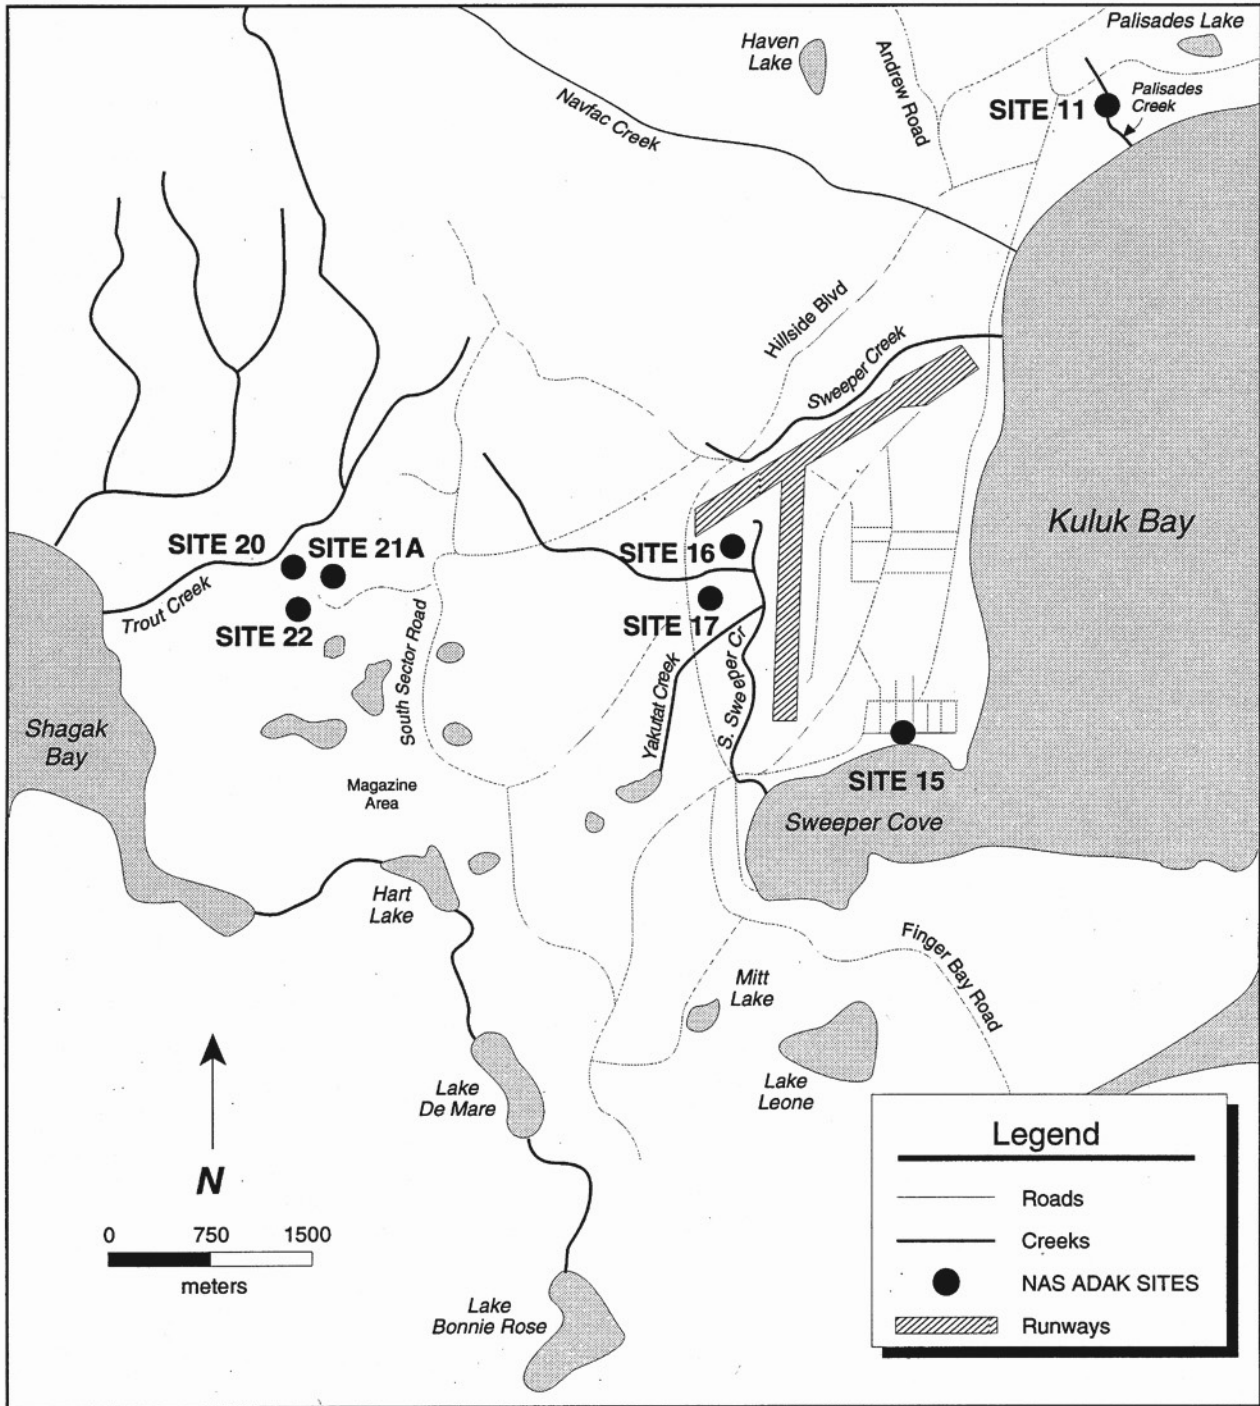 Palisades Lake
Haven
Lake
Andrew Road
Palisades
Creek
SITE 11
Navfac Creek
Hillside Blvd
Sweeper Creek
Kuluk Bay
SITE 20
SITE 21A
SITE 16
Trout Creek
SITE 22
SITE 17
South Sector Road
Yakutat Creek
S. Sweeper Cr
Shagak
Bay
Magazine
Area
SITE 15
Sweeper Cove
Hart
Lake
Finger Bay Road
Mitt
Lake
Lake
De Mare
Lake
Leone
N
0 750 1500
meters
Lake
Bonnie Rose
Legend
Roads
Creeks
NAS ADAK SITES
Runways